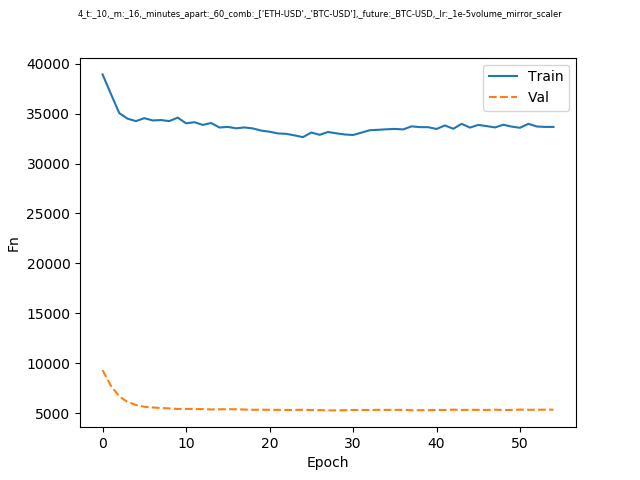 4_t:_10,_m:_16,_minutes_apart:_60_comb:_['ETH-USD',_'BTC-USD'],_future:_BTC-USD,_lr:_1e-5volume_mirror_scaler
Train
Val
40000
35000
30000
25000
20000
15000
10000
5000
Fn
0 10 20 30 40 50
Epoch